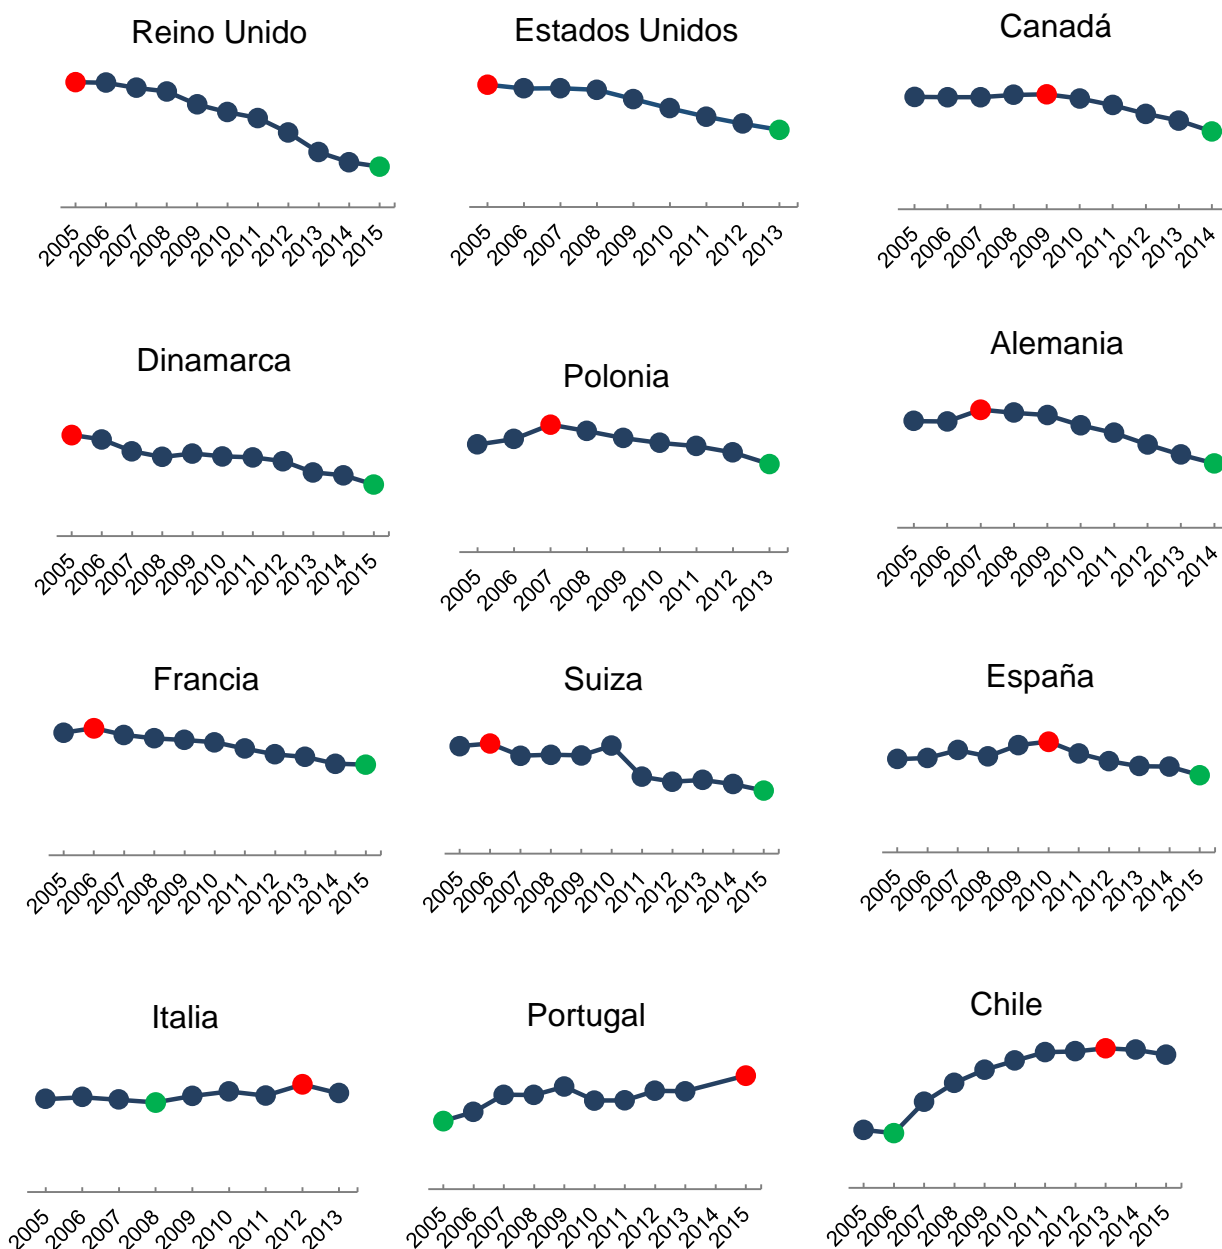 Reino Unido
2005 2006 2007 2008 2009 2010 2011 2012 2013 2014 2015
Estados Unidos
2005 2006 2007 2008 2009 2010 2011 2012 2013
Canadá
2005 2006 2007 2008 2009 2010 2011 2012 2013 2014
Dinamarca
2005 2006 2007 2008 2009 2010 2011 2012 2013 2014 2015
Polonia
2005 2006 2007 2008 2009 2010 2011 2012 2013
Alemania
2005 2006 2007 2008 2009 2010 2011 2012 2013 2014
Francia
2005 2006 2007 2008 2009 2010 2011 2012 2013 2014 2015
Suiza
2005 2006 2007 2008 2009 2010 2011 2012 2013 2014 2015
España
2005 2006 2007 2008 2009 2010 2011 2012 2013 2014 2015
Italia
2005 2006 2007 2008 2009 2010 2011 2012 2013
Portugal
2005 2006 2007 2008 2009 2010 2011 2012 2013 2014 2015
Chile
2005 2006 2007 2008 2009 2010 2011 2012 2013 2014 2015